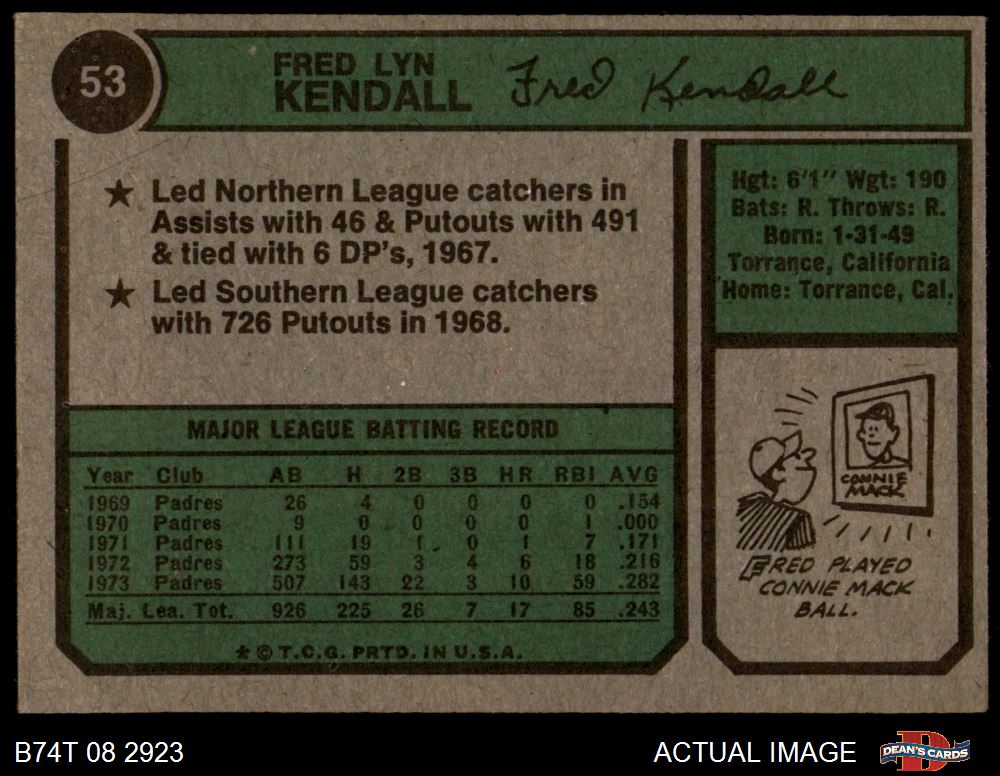 53
FRED LYN
KENDALL
Fred Kendall
★ Led Northern League catchers in
Assists with 46 & Putouts with 491
& tied with 6 DP's, 1967.
★ Led Southern League catchers
with 726 Putouts in 1968.
MAJOR LEAGUE BATTING RECORD
Year Club AB H 2B 3B HR RBI AVG
1969 Padres 26 4 0 0 0 0 .154
1970 Padres 9 0 0 0 0 1 .000
1971 Padres 111 19 1 0 1 7 .171
1972 Padres 273 59 3 4 6 18 .216
1973 Padres 507 143 22 3 10 59 .282
Maj. Lea. Tot. 926 225 26 7 17 85 .243
* © T.C.G. PRTD. IN U.S.A.
Hgt: 6'1" Wgt: 190
Bats: R. Throws: R.
Born: 1-31-49
Torrance, California
Home: Torrance, Cal.
CONNIE
MACK
FRED PLAYED
CONNIE MACK
BALL.
B74T 08 2923
ACTUAL IMAGE
DEAN'S CARDS